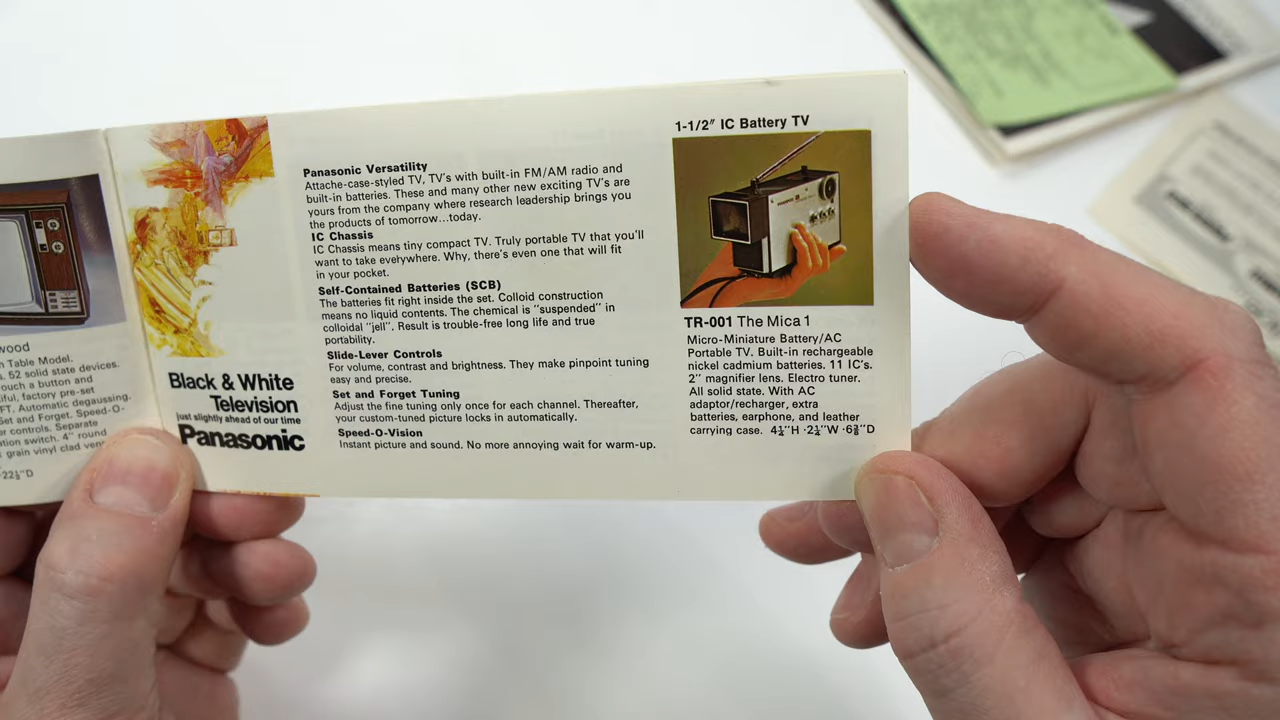 wood
Table Model.
52 solid state devices.
ouch a button and
iful, factory pre-set
FT. Automatic degaussing.
Set and Forget. Speed-O-
er controls. Separate
tion switch. 4" round
grain vinyl clad
22½"D
Black & White
Television
just slightly ahead of our time
Panasonic
Panasonic Versatility
Attache-case-styled TV, TV's with built-in FM/AM radio and
built-in batteries. These and many other new exciting TV's are
yours from the company where research leadership brings you
the products of tomorrow...today.
IC Chassis
IC Chassis means tiny compact TV. Truly portable TV that you'll
want to take everywhere. Why, there's even one that will fit
in your pocket.
Self-Contained Batteries (SCB)
The batteries fit right inside the set. Colloid construction
means no liquid contents. The chemical is "suspended" in
colloidal "jell". Result is trouble-free long life and true
portability.
Slide-Lever Controls
For volume, contrast and brightness. They make pinpoint tuning
easy and precise.
Set and Forget Tuning
Adjust the fine tuning only once for each channel. Thereafter,
your custom-tuned picture locks in automatically.
Speed-O-Vision
Instant picture and sound. No more annoying wait for warm-up.
1-1/2" IC Battery TV
TR-001 The Mica 1
Micro-Miniature Battery/AC
Portable TV. Built-in rechargeable
nickel cadmium batteries. 11 IC's.
2" magnifier lens. Electro tuner.
All solid state. With AC
adaptor/recharger, extra
batteries, earphone, and leather
carrying case. 4¼"H ·2¼"W ·6⅜"D